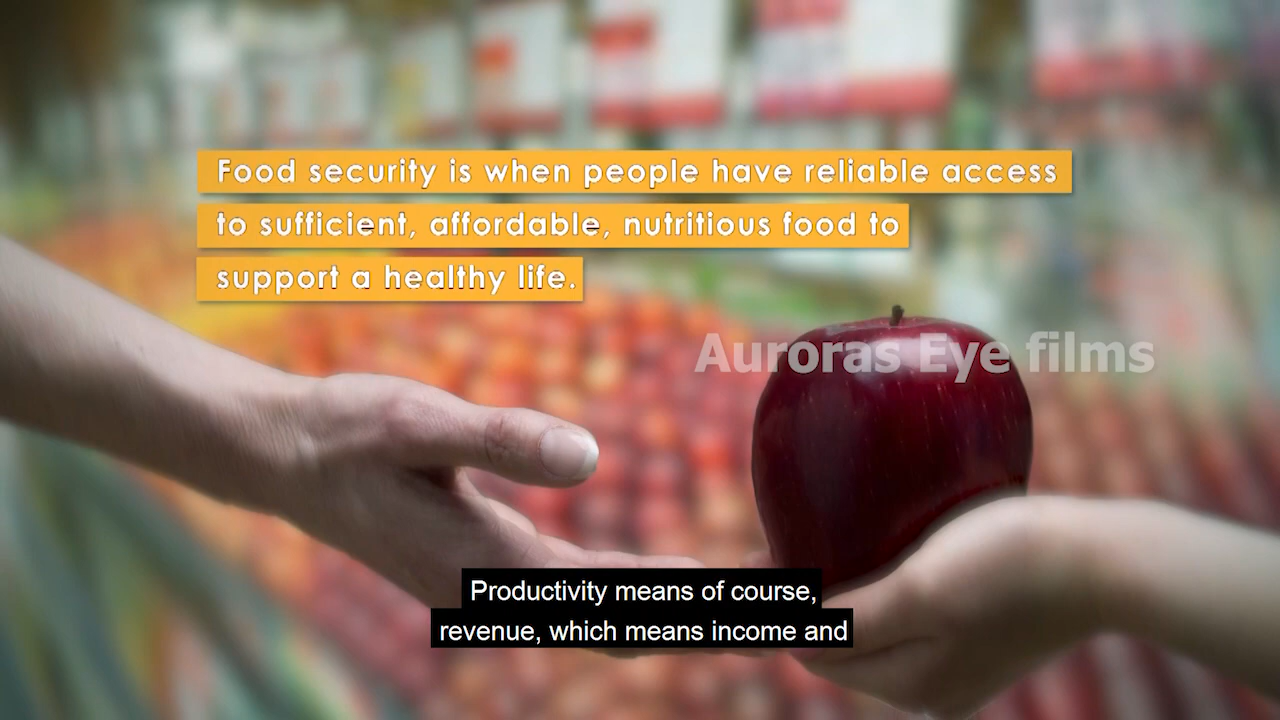 Food security is when people have reliable access
to sufficient, affordable, nutritious food to
support a healthy life.
Auroras Eye films
Productivity means of course,
revenue, which means income and